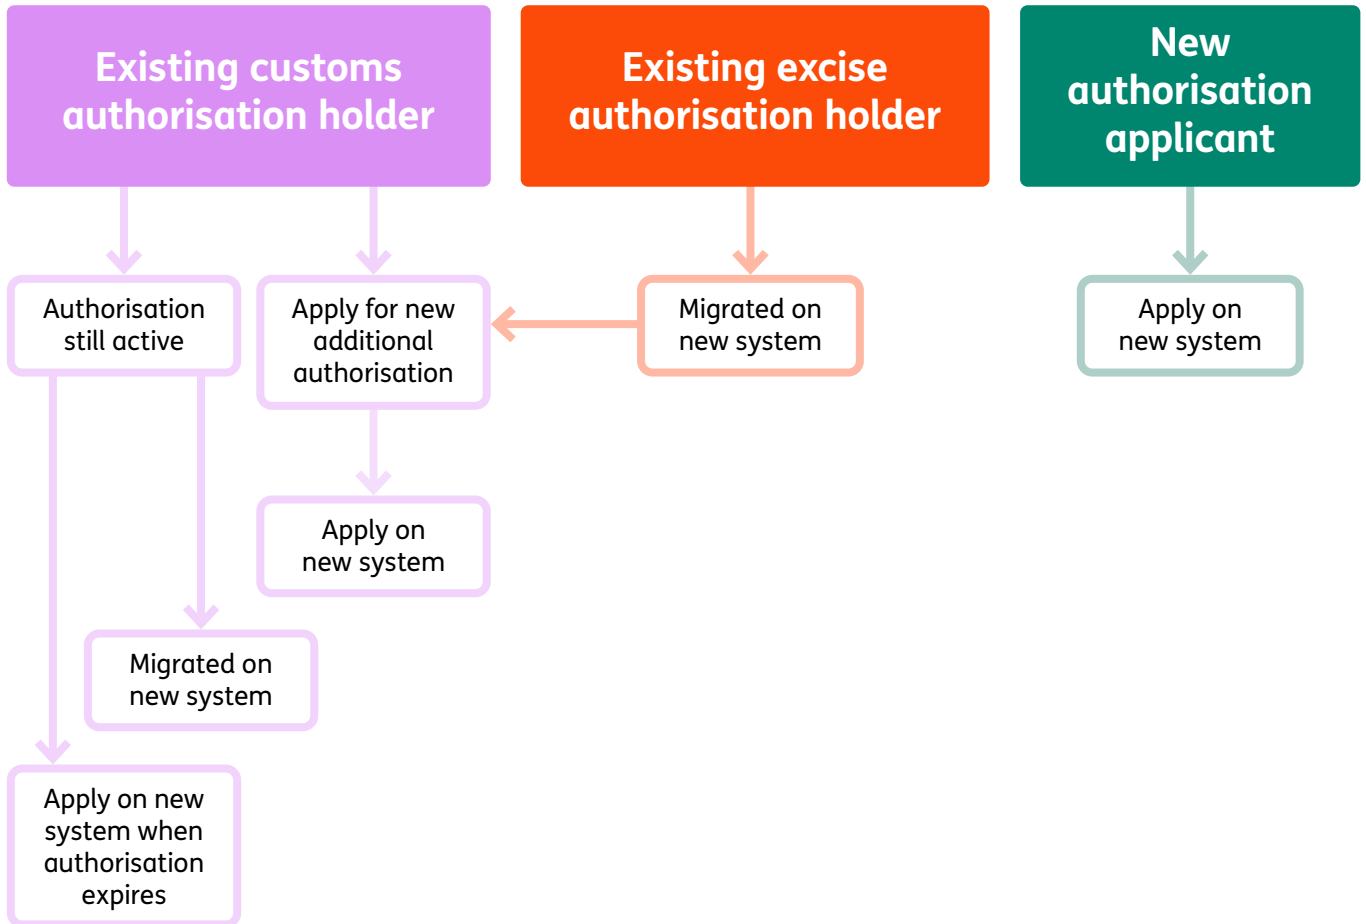 Existing customs
authorisation holder
Existing excise
authorisation holder
New
authorisation
applicant
Authorisation
still active
Apply for new
additional
authorisation
Migrated on
new system
Apply on
new system
Apply on
new system
Migrated on
new system
Apply on new
system when
authorisation
expires